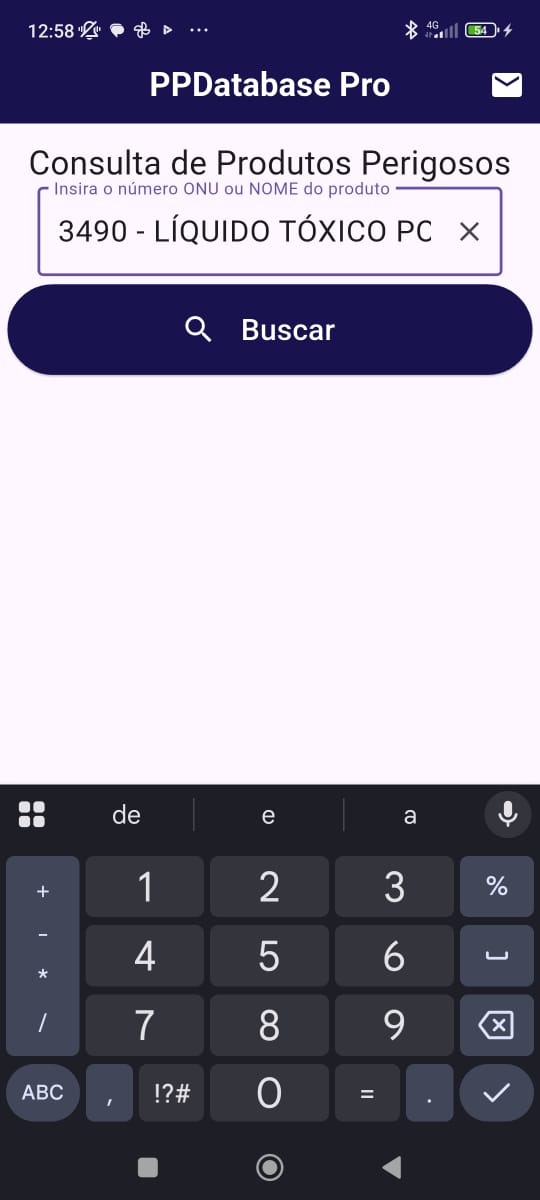 12:58
4G
54
PPDatabase Pro
Consulta de Produtos Perigosos
Insira o número ONU ou NOME do produto
3490 - LÍQUIDO TÓXICO PO
Buscar
de e a
+ 1 2 3 %
- 4 5 6
*
/ 7 8 9
ABC , !?# 0 = .